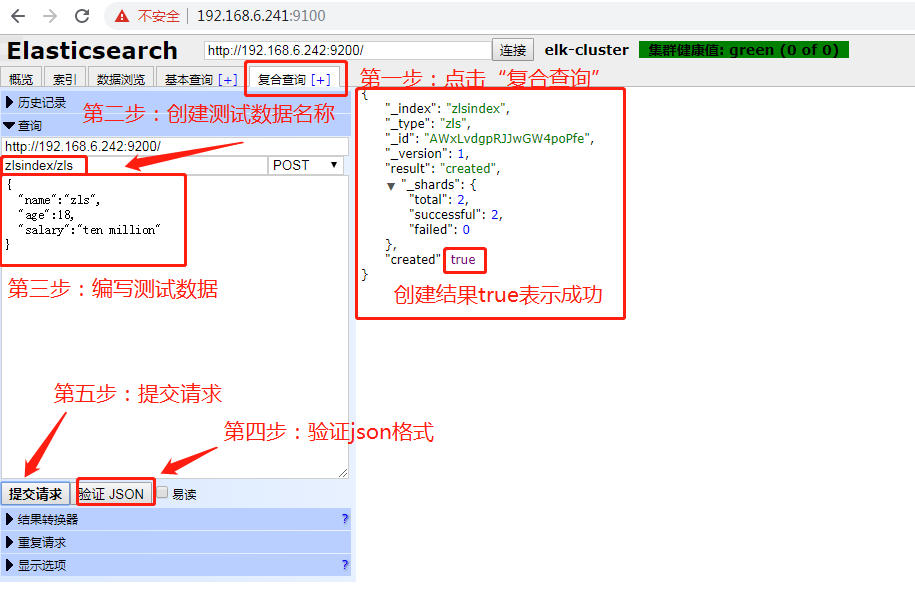 不安全 | 192.168.6.241:9100
Elasticsearch http://192.168.6.242:9200/ 连接 elk-cluster 集群健康值: green (0 of 0)
概览 索引 数据浏览 基本查询 [+] 复合查询 [+]
第一步：点击“复合查询”
历史记录
第二步：创建测试数据名称
查询
http://192.168.6.242:9200/
zlsindex/zls POST
{
"name":"zls",
"age":18,
"salary":"ten million"
}
第三步：编写测试数据
{
"_index": "zlsindex",
"_type": "zls",
"_id": "AWxLvdgpRJJwGW4poPfe",
"_version": 1,
"result": "created",
"_shards": {
"total": 2,
"successful": 2,
"failed": 0
},
"created" true
}
创建结果true表示成功
第五步：提交请求
第四步：验证json格式
提交请求 验证 JSON 易读
结果转换器 ?
重复请求
显示选项 ?